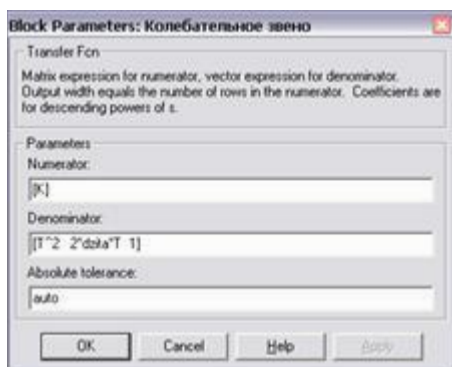 Block Parameters: Колебательное звено
Transfer Fcn
Matrix expression for numerator, vector expression for denominator.
Output width equals the number of rows in the numerator. Coefficients are
for descending powers of s.
Parameters
Numerator:
[K]
Denominator:
[T^2 2*dzita*T 1]
Absolute tolerance:
auto
OK
Cancel
Help
Apply